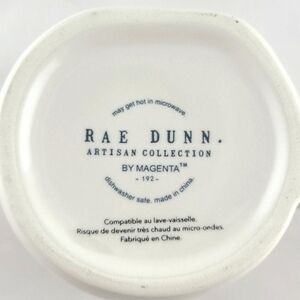 may get hot in microwave.
RAE DUNN.
ARTISAN COLLECTION
BY MAGENTA™
- 192 -
dishwasher safe. made in china.
Compatible au lave-vaisselle.
Risque de devenir très chaud au micro-ondes.
Fabriqué en Chine.